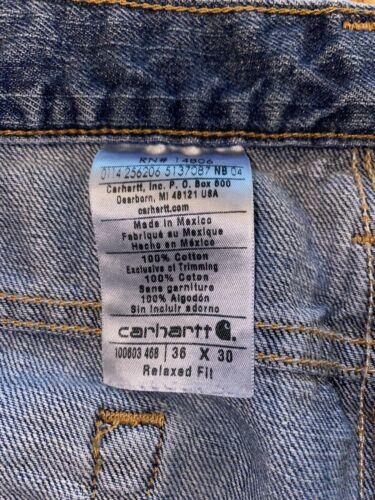 RN# 14806
0114 256206 5137087 NB 04
Carhartt, Inc. P. O. Box 600
Dearborn, MI 48121 USA
carhartt.com
Made in Mexico
Fabriqué au Mexique
Hecho en México
100% Cotton
Exclusive of Trimming
100% Coton
Sans garniture
100% Algodón
Sin incluir adorno
carhartt
100603 468 36 X 30
Relaxed Fit